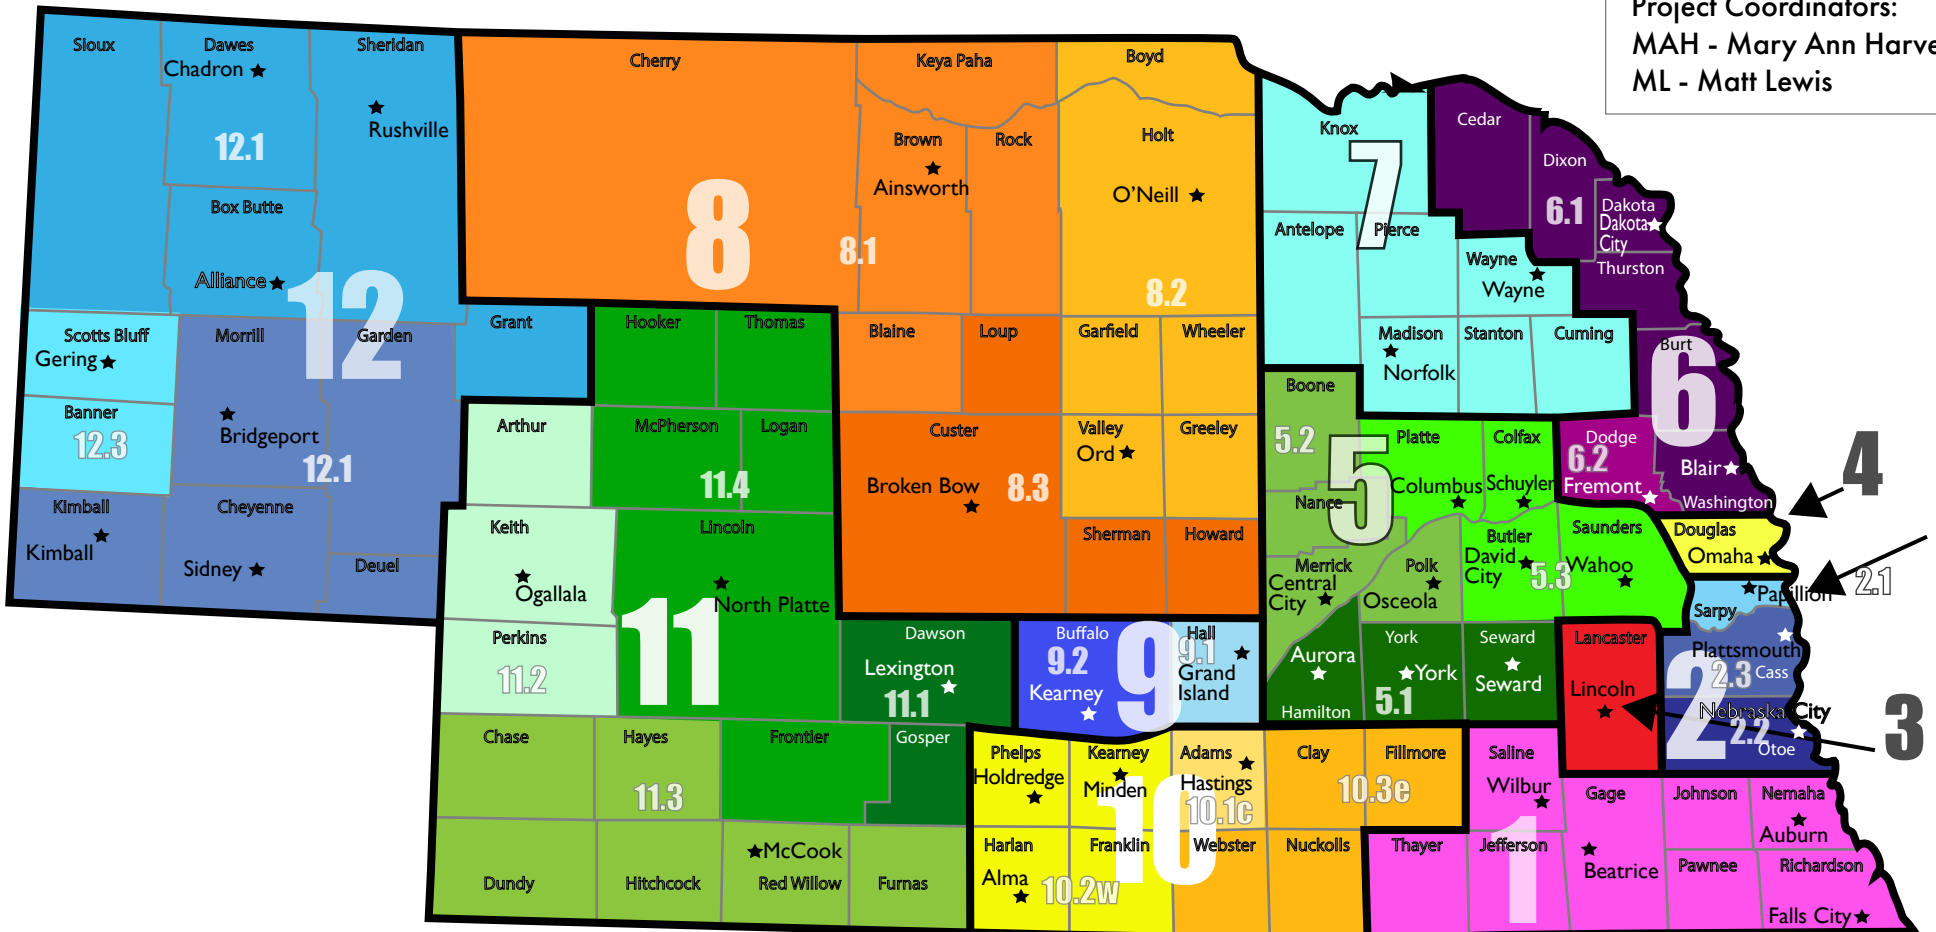 Project Coordinators:
MAH - Mary Ann Harve
ML - Matt Lewis
Sioux
Dawes
Chadron
Sheridan
Rushville
12.1
Box Butte
Alliance
12
Scotts Bluff
Gering
Morrill
Garden
Grant
Banner
12.3
Bridgeport
12.1
Kimball
Kimball
Cheyenne
Sidney
Deuel
Cherry
8
Keya Paha
Brown
Ainsworth
Rock
8.1
Boyd
Holt
O'Neill
8.2
Blaine
Loup
Garfield
Wheeler
Custer
Broken Bow
8.3
Valley
Ord
Greeley
Sherman
Howard
Knox
7
Antelope
Pierce
Wayne
Wayne
Madison
Norfolk
Stanton
Cuming
Cedar
Dixon
6.1
Dakota
Dakota
City
Thurston
Burt
6
Dodge
6.2
Fremont
Blair
Washington
4
Hooker
Thomas
Arthur
McPherson
Logan
11.4
Keith
Ogallala
Lincoln
North Platte
11
Perkins
11.2
Dawson
Lexington
11.1
Chase
Hayes
11.3
Frontier
Gosper
Dundy
Hitchcock
McCook
Red Willow
Furnas
Boone
5.2
5
Platte
Columbus
Colfax
Schuyler
Nance
Merrick
Central
City
Polk
Osceola
Butler
David
City
5.3
Saunders
Wahoo
Aurora
Hamilton
York
York
5.1
Seward
Seward
Buffalo
9.2
Kearney
9
Hall
9.1
Grand
Island
Douglas
Omaha
2.1
Papillion
Sarpy
Plattsmouth
2.3
Cass
2
Nebraska City
2.2
Otoe
Lancaster
Lincoln
3
Phelps
Holdredge
Kearney
Minden
Adams
Hastings
10.1c
10
Clay
Fillmore
10.3e
Harlan
Alma
10.2w
Franklin
Webster
Nuckolls
Saline
Wilbur
Gage
Beatrice
Johnson
Nemaha
Auburn
Thayer
Jefferson
1
Pawnee
Richardson
Falls City